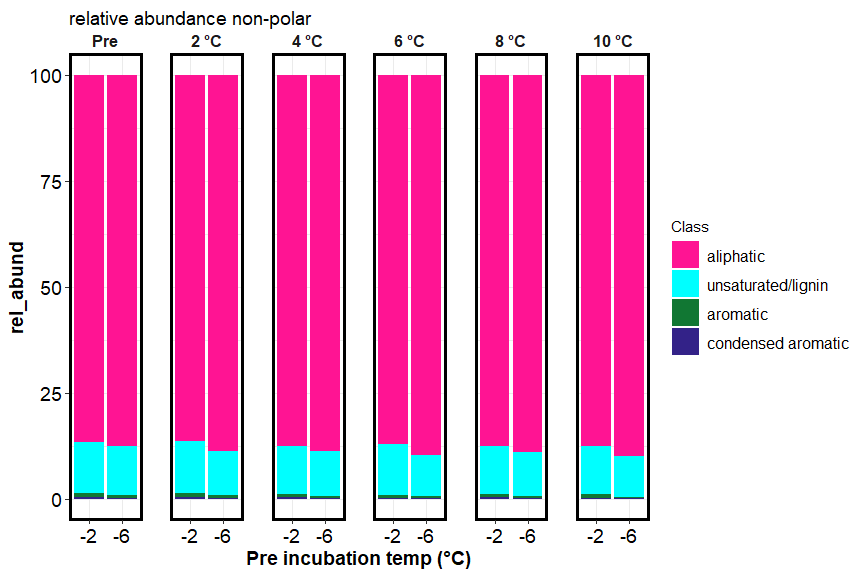 relative abundance non-polar
Pre 2 °C 4 °C 6 °C 8 °C 10 °C
100
75
50
25
0
rel_abund
-2 -6 -2 -6 -2 -6 -2 -6 -2 -6 -2 -6
Pre incubation temp (°C)
Class
aliphatic
unsaturated/lignin
aromatic
condensed aromatic